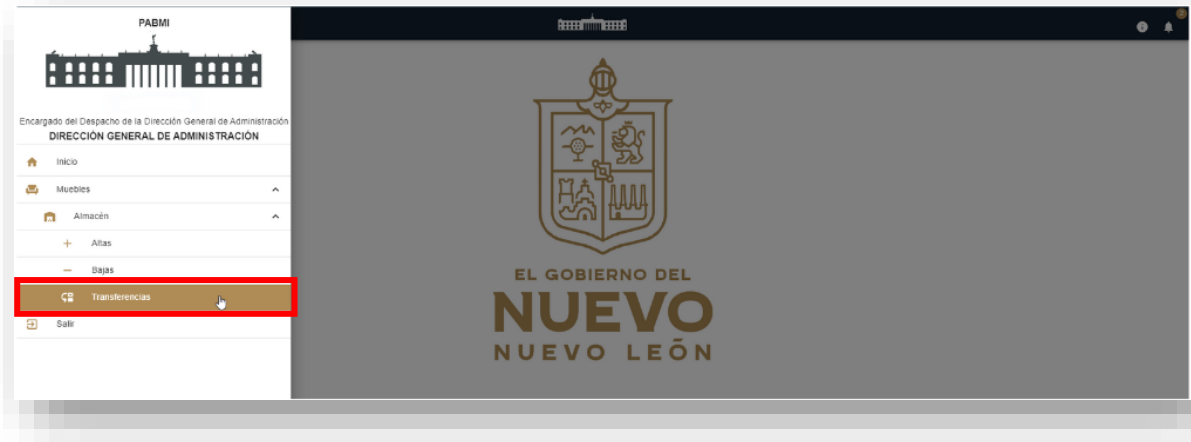 PABMI
Encargado del Despacho de la Dirección General de Administración
DIRECCIÓN GENERAL DE ADMINISTRACIÓN
Inicio
Muebles
Almacén
Altas
Bajas
Transferencias
Salir
EL GOBIERNO DEL
NUEVO
NUEVO LEÓN